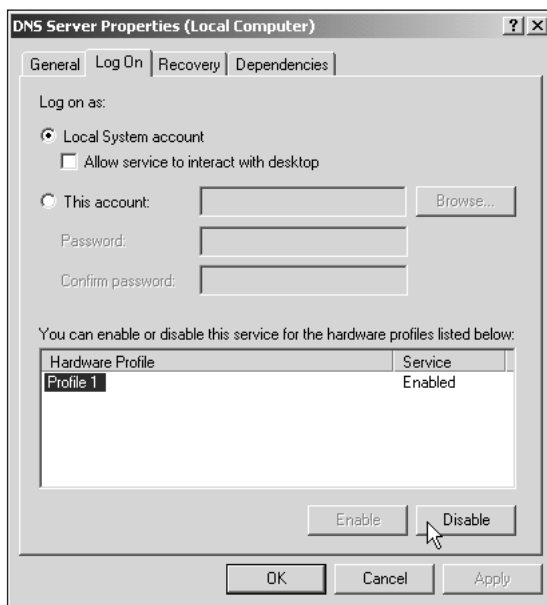 DNS Server Properties (Local Computer)
General Log On Recovery Dependencies
Log on as:
Local System account
Allow service to interact with desktop
This account: Browse...
Password:
Confirm password:
You can enable or disable this service for the hardware profiles listed below:
Hardware Profile Service
Profile 1 Enabled
Enable Disable
OK Cancel Apply